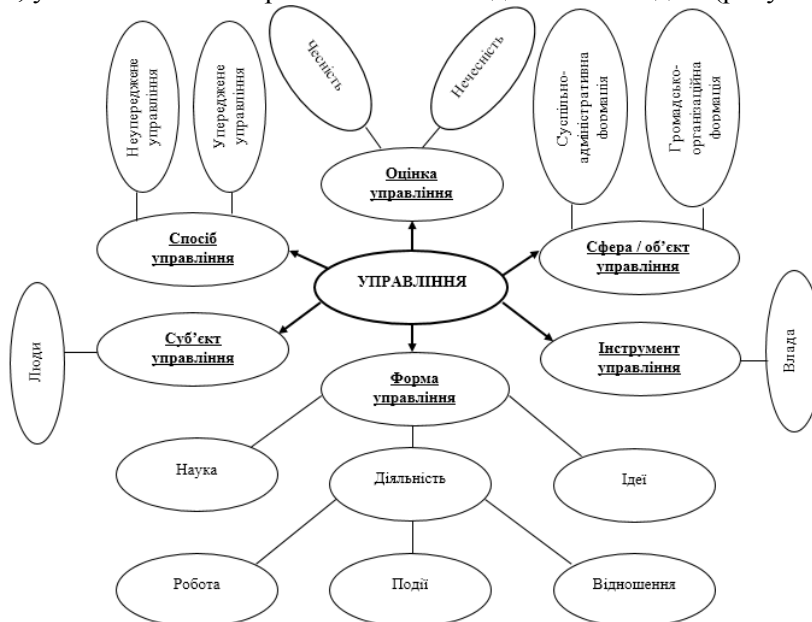 Чесність
Нечесність
Неупереджене
управління
Упереджене
управління
Суспільно-
адміністративна
формація
Громадсько-
організаційна
формація
Оцінка
управління
Спосіб
управління
Сфера / об’єкт
управління
УПРАВЛІННЯ
Люди
Суб’єкт
управління
Інструмент
управління
Влада
Форма
управління
Наука
Діяльність
Ідеї
Робота
Події
Відношення